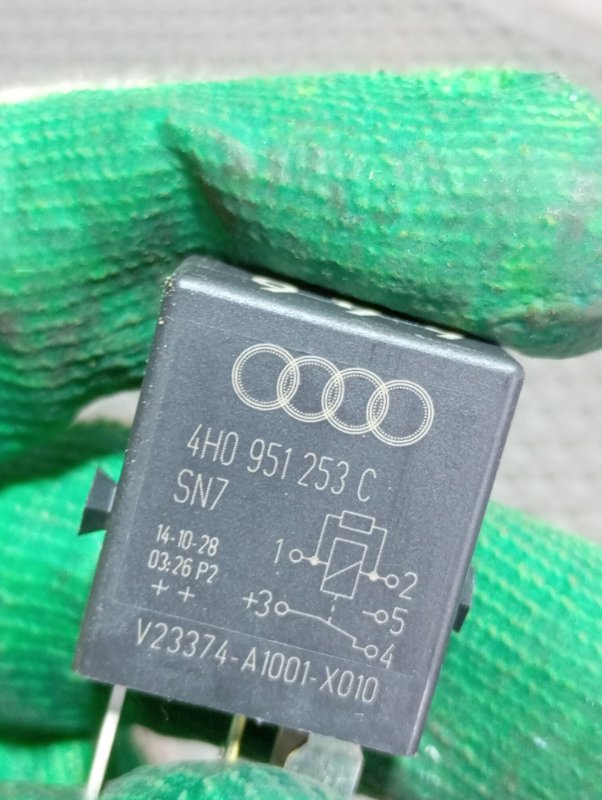 4H0 951 253 C
SN7
14-10-28
03:26 P2
++
1 2
+3 5
4
V23374-A1001-X010